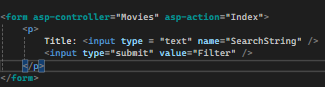 <form asp-controller="Movies" asp-action="Index">
<p>
Title: <input type = "text" name="SearchString" />
<input type="submit" value="Filter" />
</p>
</form>